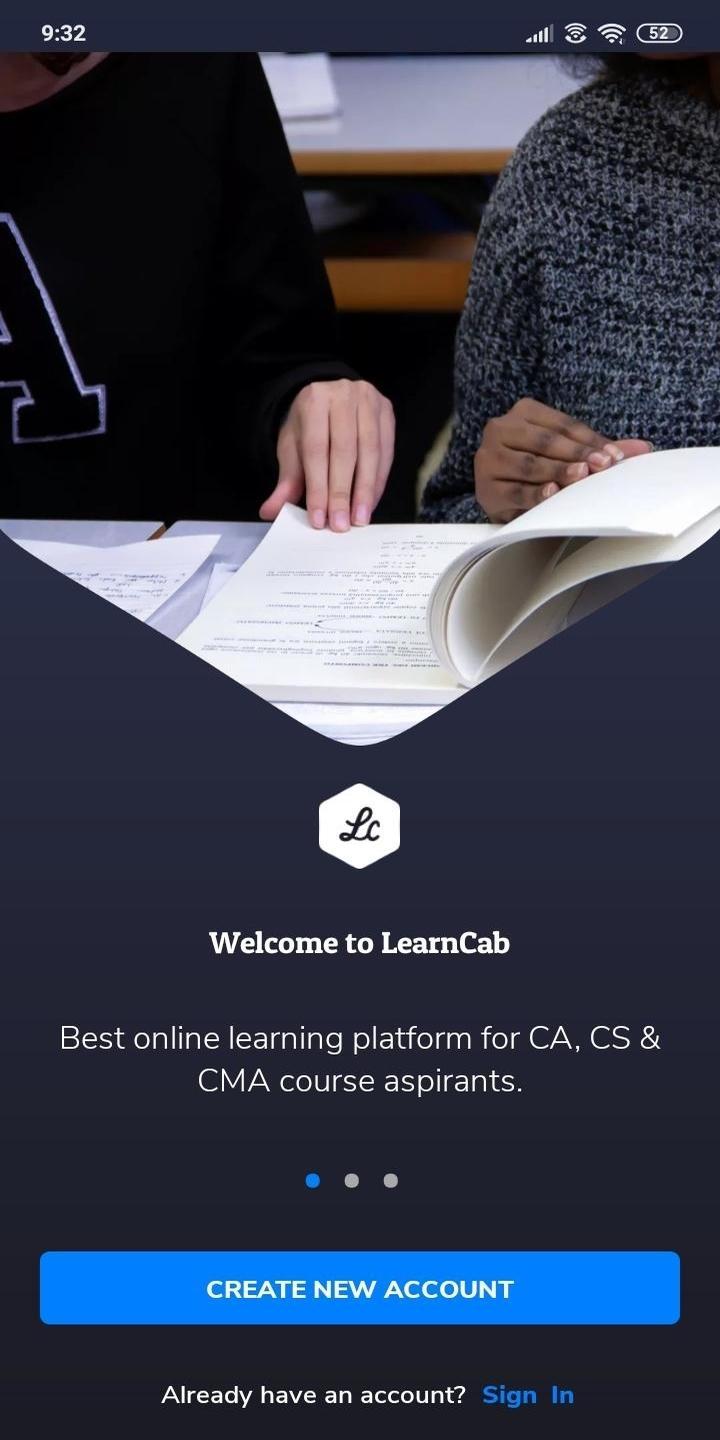 9:32
52
A
Lc
Welcome to LearnCab
Best online learning platform for CA, CS &
CMA course aspirants.
CREATE NEW ACCOUNT
Already have an account? Sign In